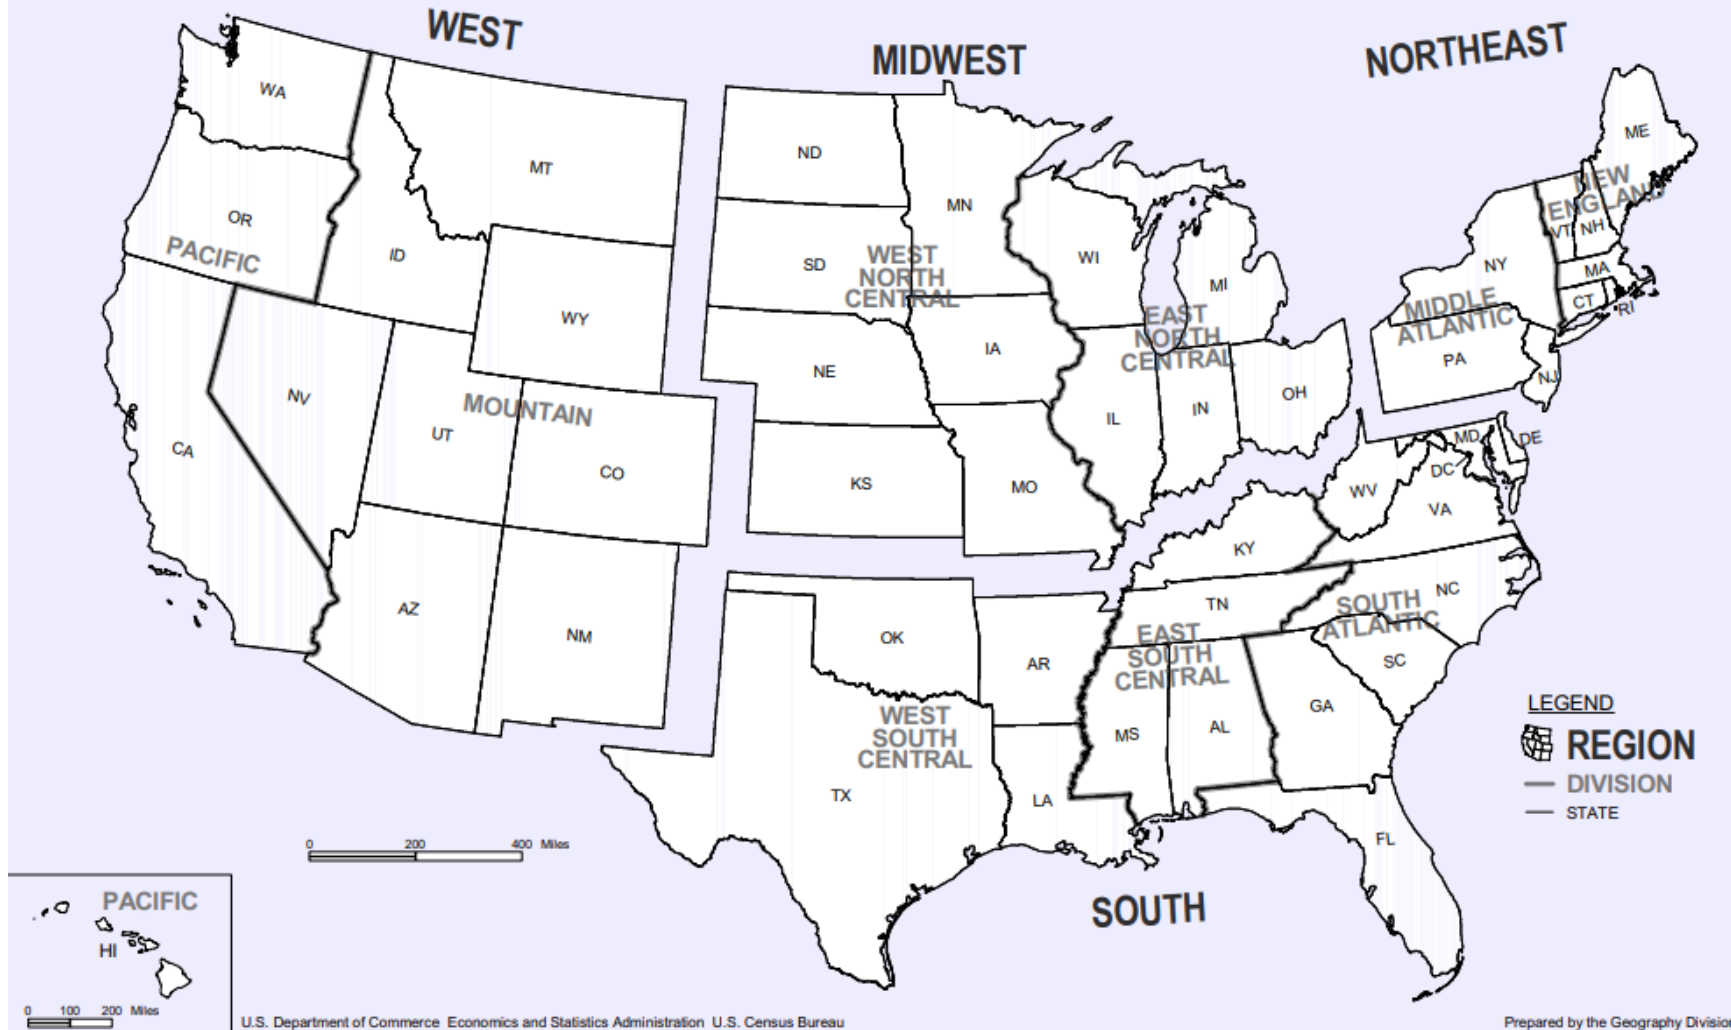 WEST
MIDWEST
NORTHEAST
WA
MT
OR
ID
PACIFIC
WY
NV
UT
MOUNTAIN
CA
CO
AZ
NM
ND
MN
SD
WEST
NORTH
CENTRAL
WI
MI
EAST
NORTH
CENTRAL
IA
NE
IL
IN
OH
KS
MO
ME
NEW
ENGLAND
VT
NH
NY
MA
CT
RI
MIDDLE
ATLANTIC
PA
NJ
MD
DE
DC
WV
VA
KY
TN
NC
SOUTH
ATLANTIC
SC
EAST
SOUTH
CENTRAL
OK
AR
GA
MS
AL
WEST
SOUTH
CENTRAL
TX
LA
FL
SOUTH
LEGEND
REGION
DIVISION
STATE
0 200 400 Miles
PACIFIC
HI
0 100 200 Miles
U.S. Department of Commerce Economics and Statistics Administration U.S. Census Bureau
Prepared by the Geography Division